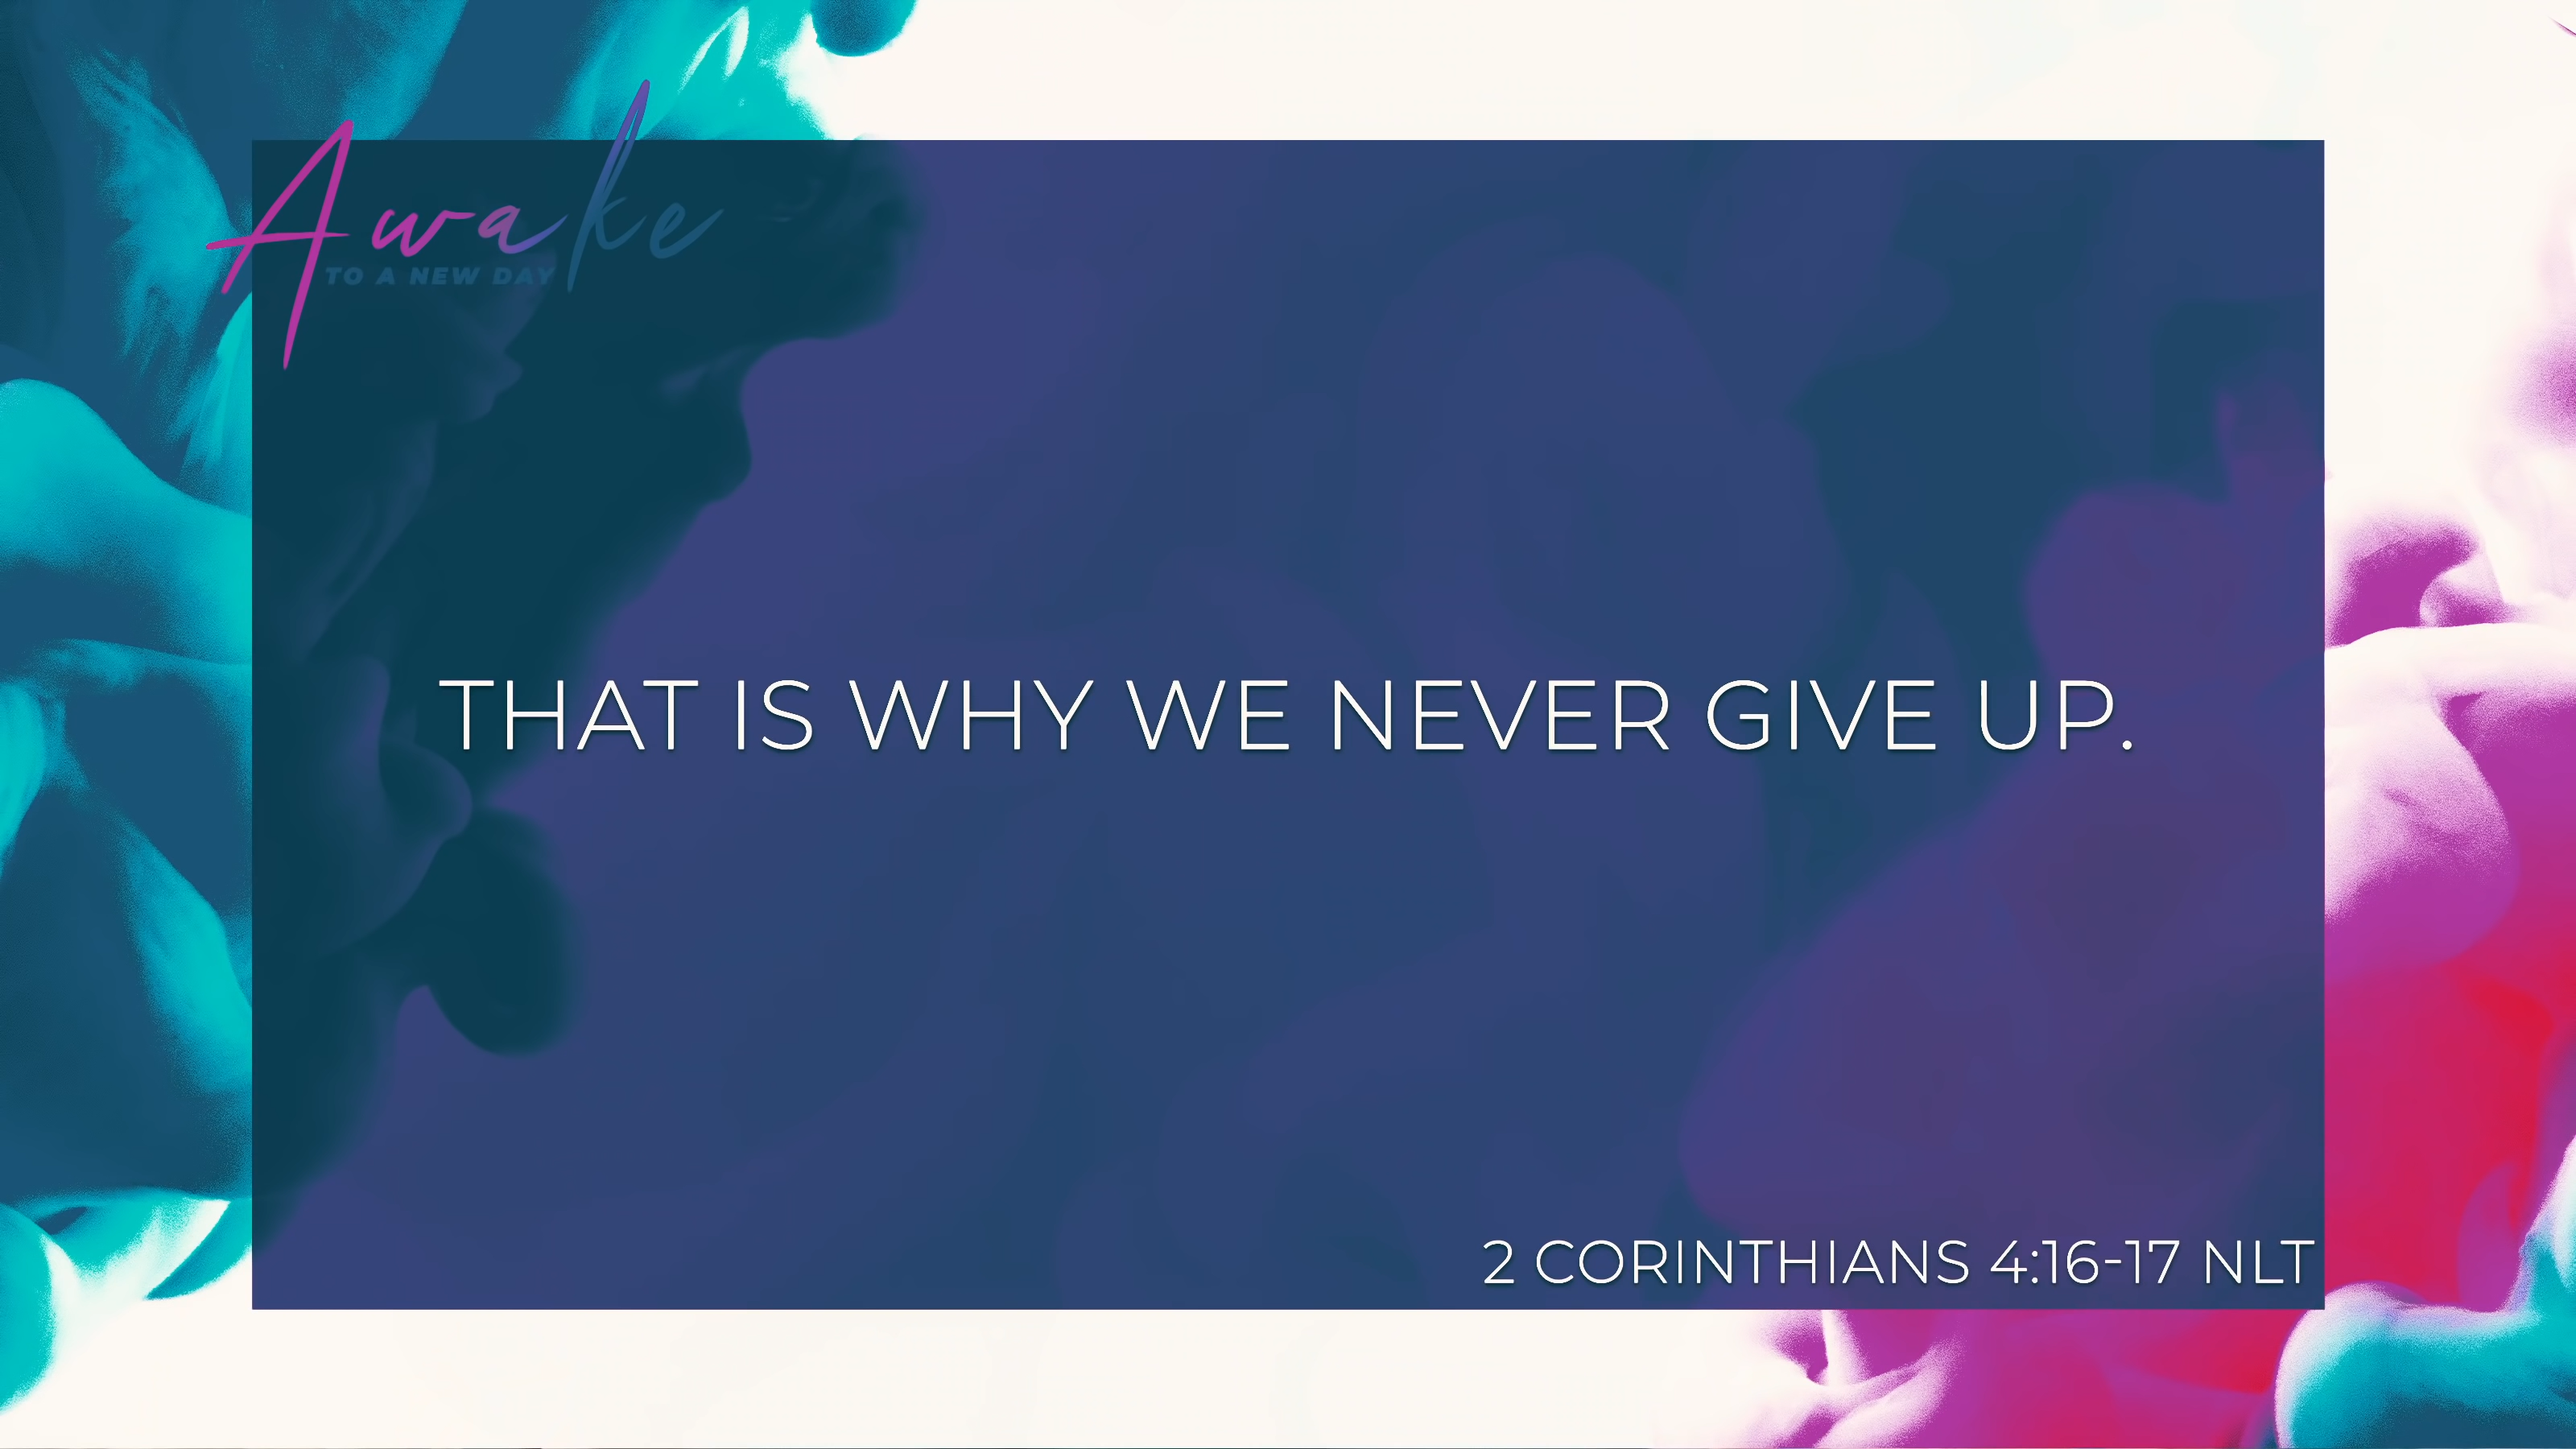 Awake
TO A NEW DAY
THAT IS WHY WE NEVER GIVE UP.
2 CORINTHIANS 4:16-17 NLT